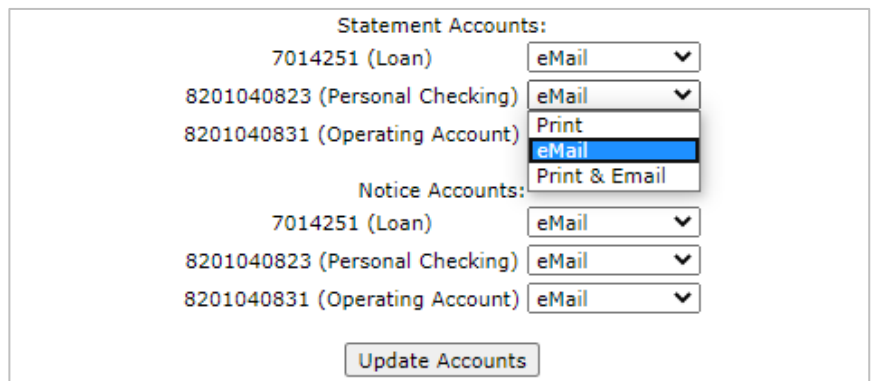 Statement Accounts:
7014251 (Loan) eMail
8201040823 (Personal Checking) eMail
8201040831 (Operating Account)
Print
eMail
Print & Email
Notice Accounts:
7014251 (Loan) eMail
8201040823 (Personal Checking) eMail
8201040831 (Operating Account) eMail
Update Accounts